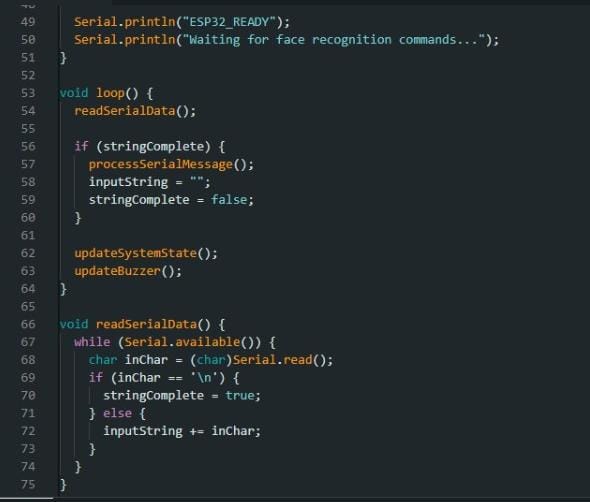 49 Serial.println("ESP32_READY");
50 Serial.println("Waiting for face recognition commands...");
51 }
52
53 void loop() {
54 readSerialData();
55
56 if (stringComplete) {
57 processSerialMessage();
58 inputString = "";
59 stringComplete = false;
60 }
61
62 updateSystemState();
63 updateBuzzer();
64 }
65
66 void readSerialData() {
67 while (Serial.available()) {
68 char inChar = (char)Serial.read();
69 if (inChar == '\n') {
70 stringComplete = true;
71 } else {
72 inputString += inChar;
73 }
74 }
75 }